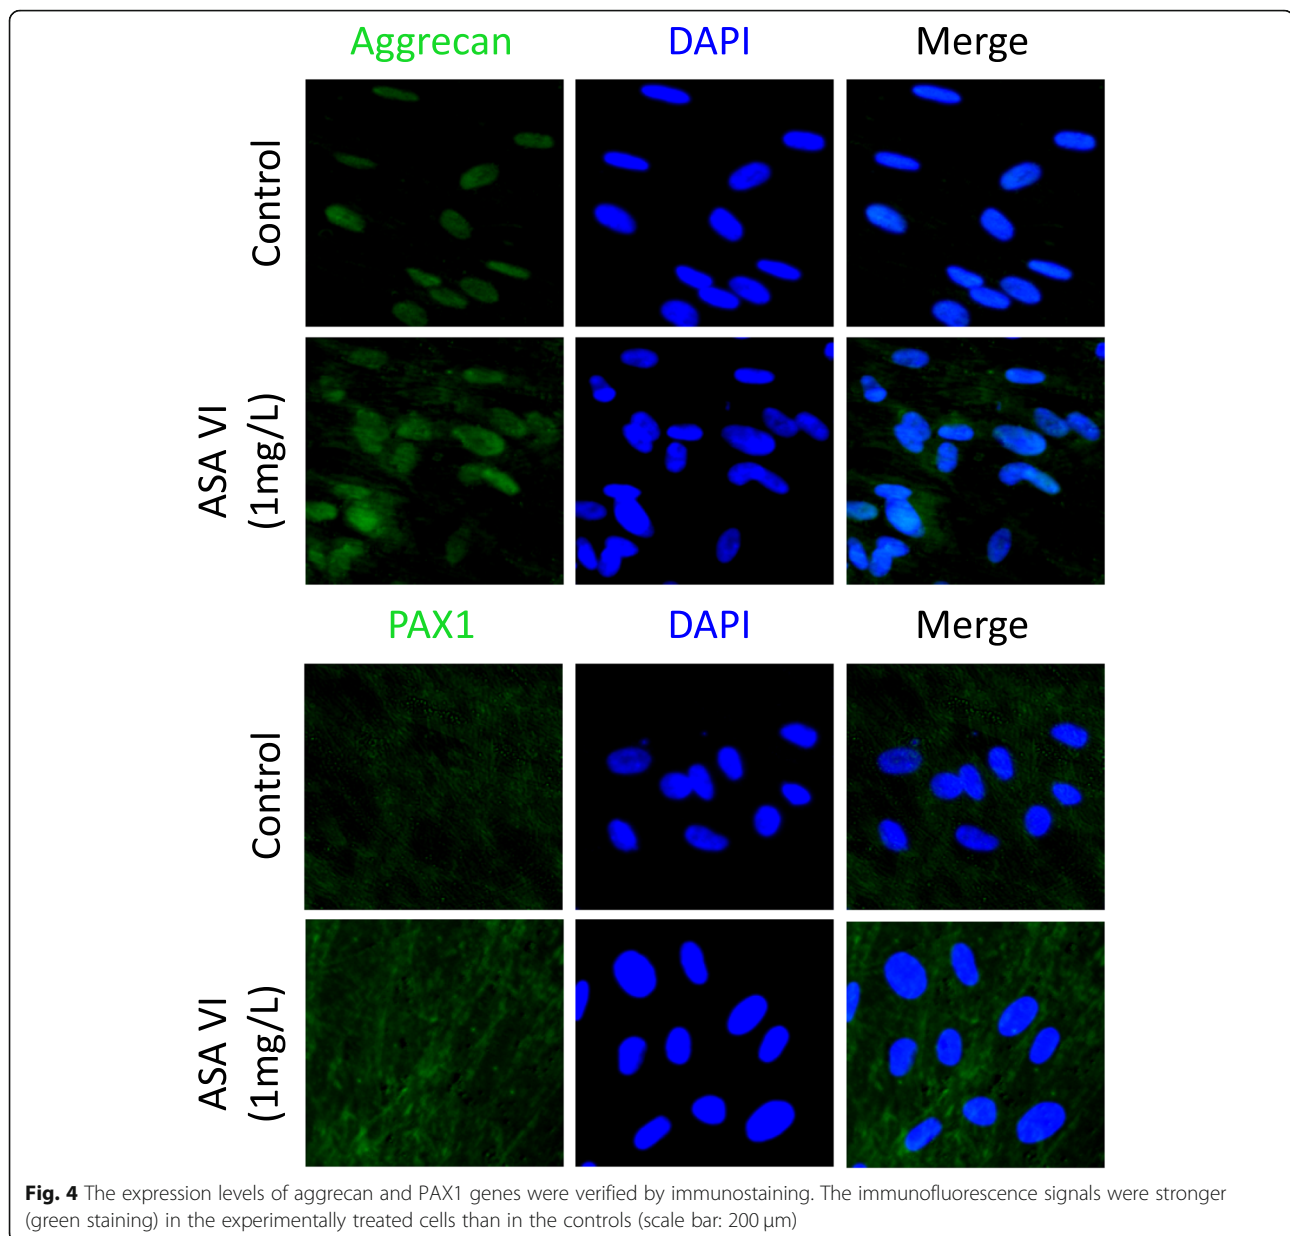 Aggrecan DAPI Merge
Control
ASA VI
(1mg/L)
PAX1 DAPI Merge
Control
ASA VI
(1mg/L)
Fig. 4 The expression levels of aggrecan and PAX1 genes were verified by immunostaining. The immunofluorescence signals were stronger
(green staining) in the experimentally treated cells than in the controls (scale bar: 200 μm)